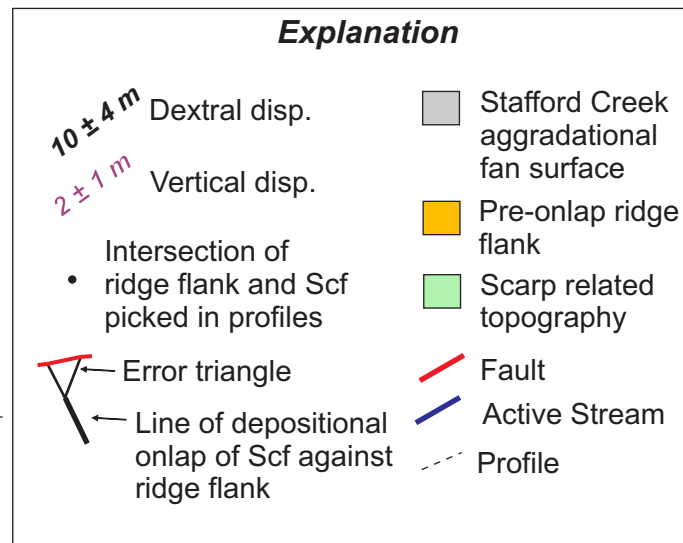 Explanation
10 ± 4 m
Dextral disp.
2 ± 1 m
Vertical disp.
Intersection of
ridge flank and Scf
picked in profiles
Error triangle
Line of depositional
onlap of Scf against
ridge flank
Stafford Creek
aggradational
fan surface
Pre-onlap ridge
flank
Scarp related
topography
Fault
Active Stream
Profile